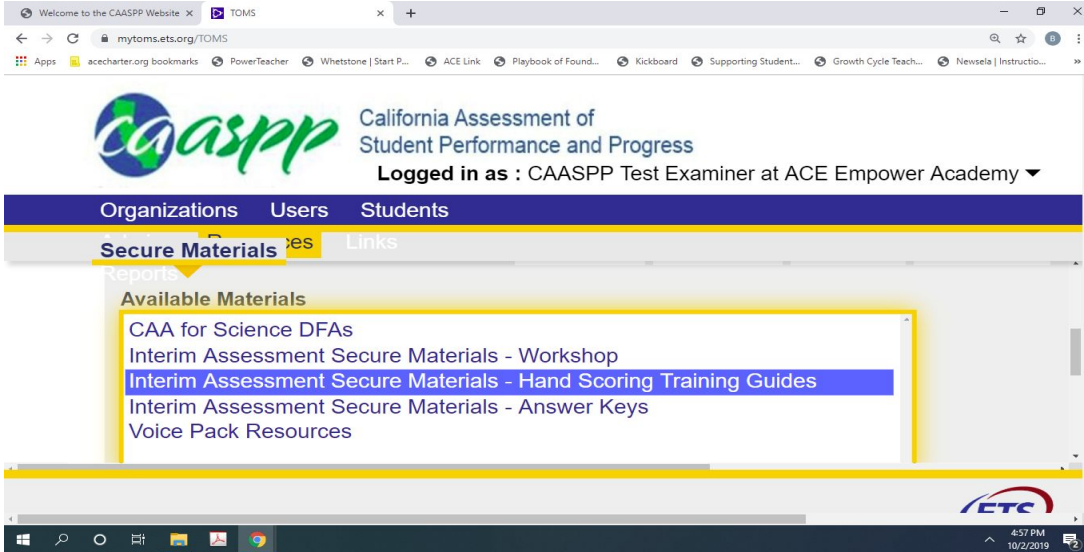 Welcome to the CAASPP Website
TOMS
mytoms.ets.org/TOMS
B
Apps acecharter.org bookmarks PowerTeacher Whetstone | Start P... ACE Link Playbook of Found... Kickboard Supporting Student... Growth Cycle Teach... Newsela | Instructio... »
caaspp
California Assessment of
Student Performance and Progress
Logged in as : CAASPP Test Examiner at ACE Empower Academy
Organizations Users Students
Secure Materials Links
Reports
Available Materials
CAA for Science DFAs
Interim Assessment Secure Materials - Workshop
Interim Assessment Secure Materials - Hand Scoring Training Guides
Interim Assessment Secure Materials - Answer Keys
Voice Pack Resources
ETS
4:57 PM
10/2/2019
2